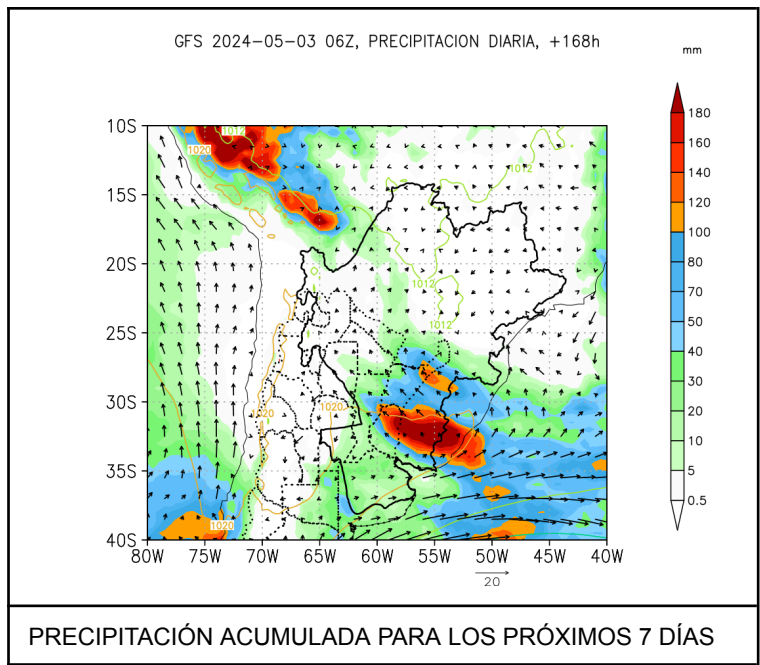 GFS 2024-05-03 06Z, PRECIPITACION DIARIA, +168h
mm
10S
15S
20S
25S
30S
35S
40S
80W 75W 70W 65W 60W 55W 50W 45W 40W
20
1012
1020
1012
1012
1012
1020
1020
1020
180
160
140
120
100
80
70
50
40
30
20
10
5
0.5
PRECIPITACIÓN ACUMULADA PARA LOS PRÓXIMOS 7 DÍAS